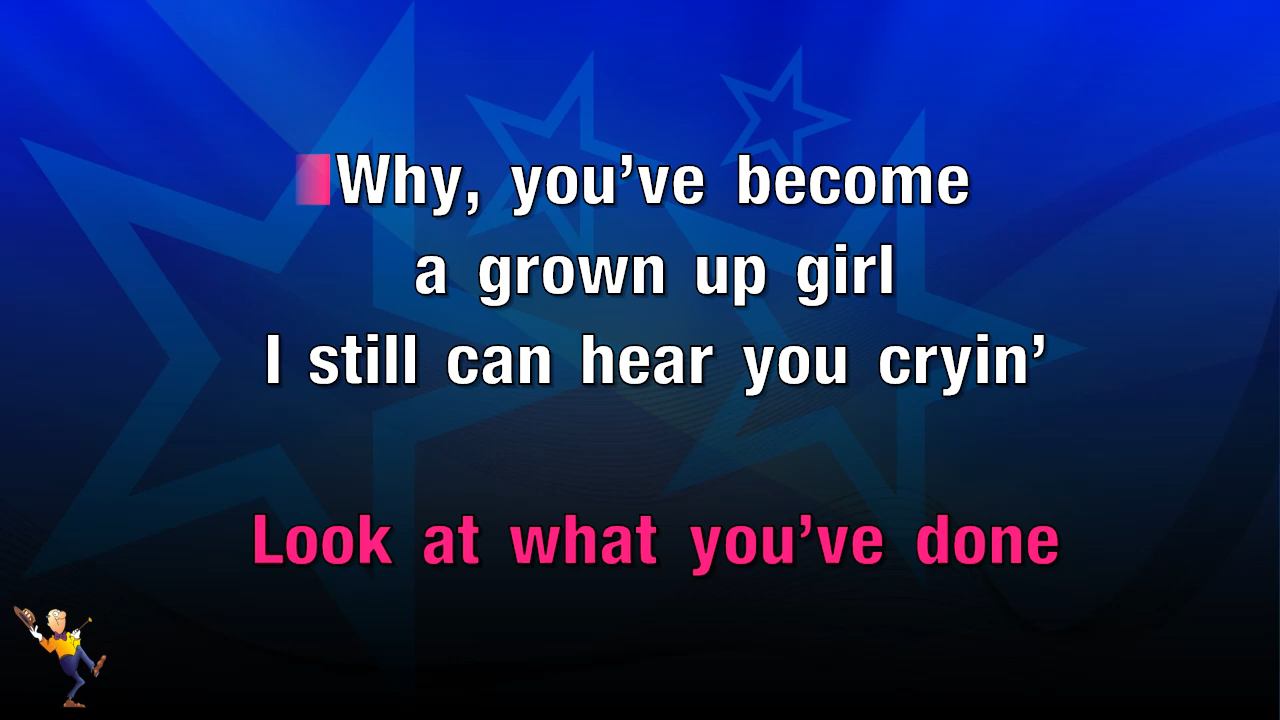 Why, you’ve become
a grown up girl
I still can hear you cryin’
Look at what you’ve done